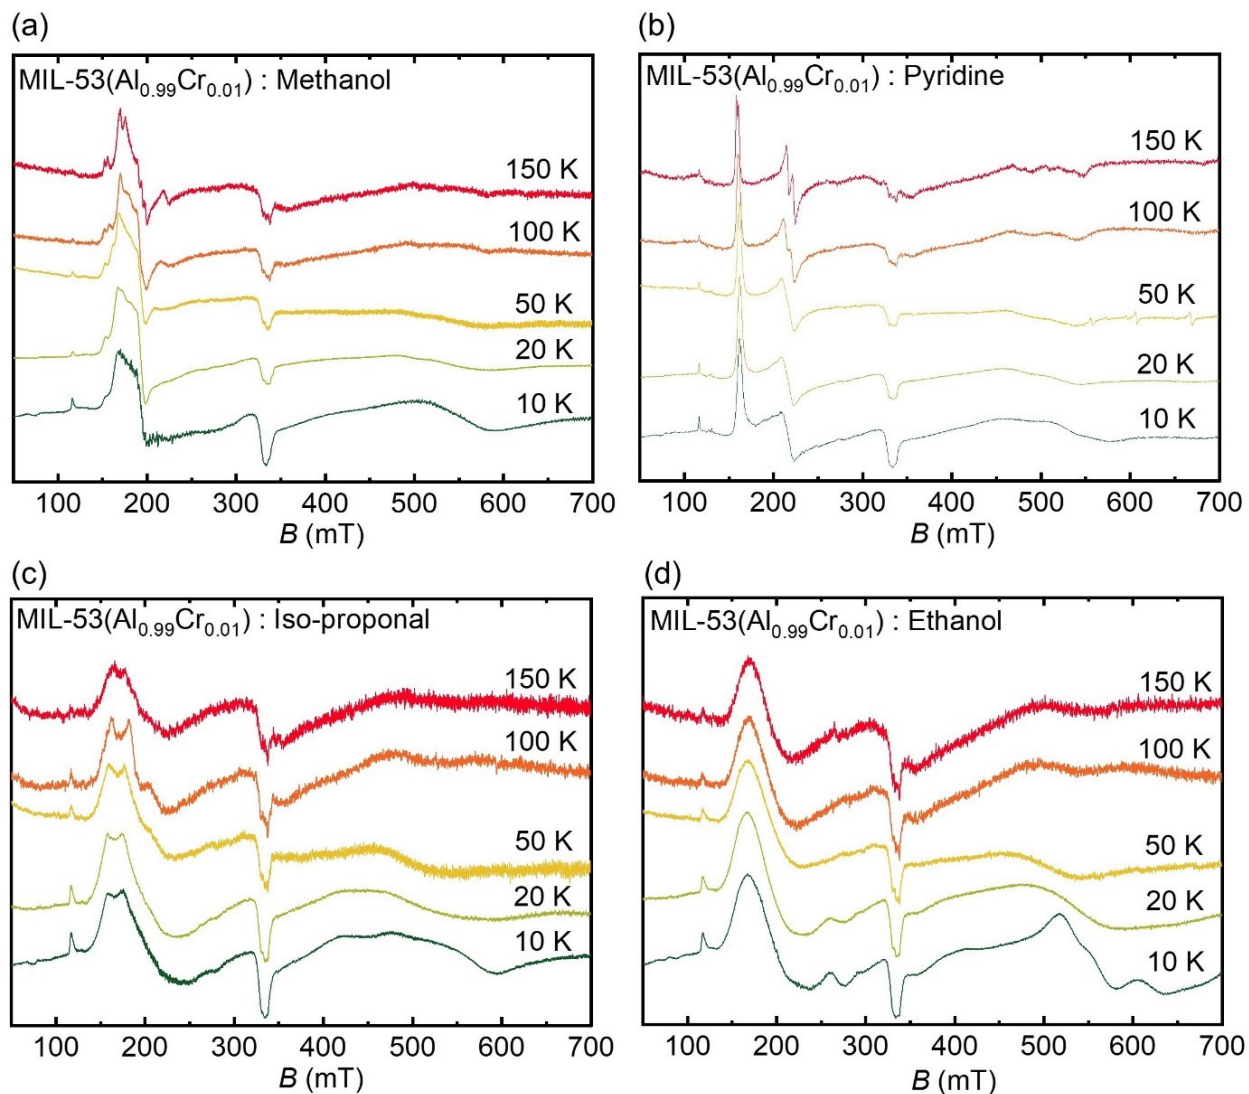 (a)
MIL-53(Al0.99Cr0.01) : Methanol
150 K
100 K
50 K
20 K
10 K
100 200 300 400 500 600 700
B (mT)
(b)
MIL-53(Al0.99Cr0.01) : Pyridine
150 K
100 K
50 K
20 K
10 K
100 200 300 400 500 600 700
B (mT)
(c)
MIL-53(Al0.99Cr0.01) : Iso-proponal
150 K
100 K
50 K
20 K
10 K
100 200 300 400 500 600 700
B (mT)
(d)
MIL-53(Al0.99Cr0.01) : Ethanol
150 K
100 K
50 K
20 K
10 K
100 200 300 400 500 600 700
B (mT)